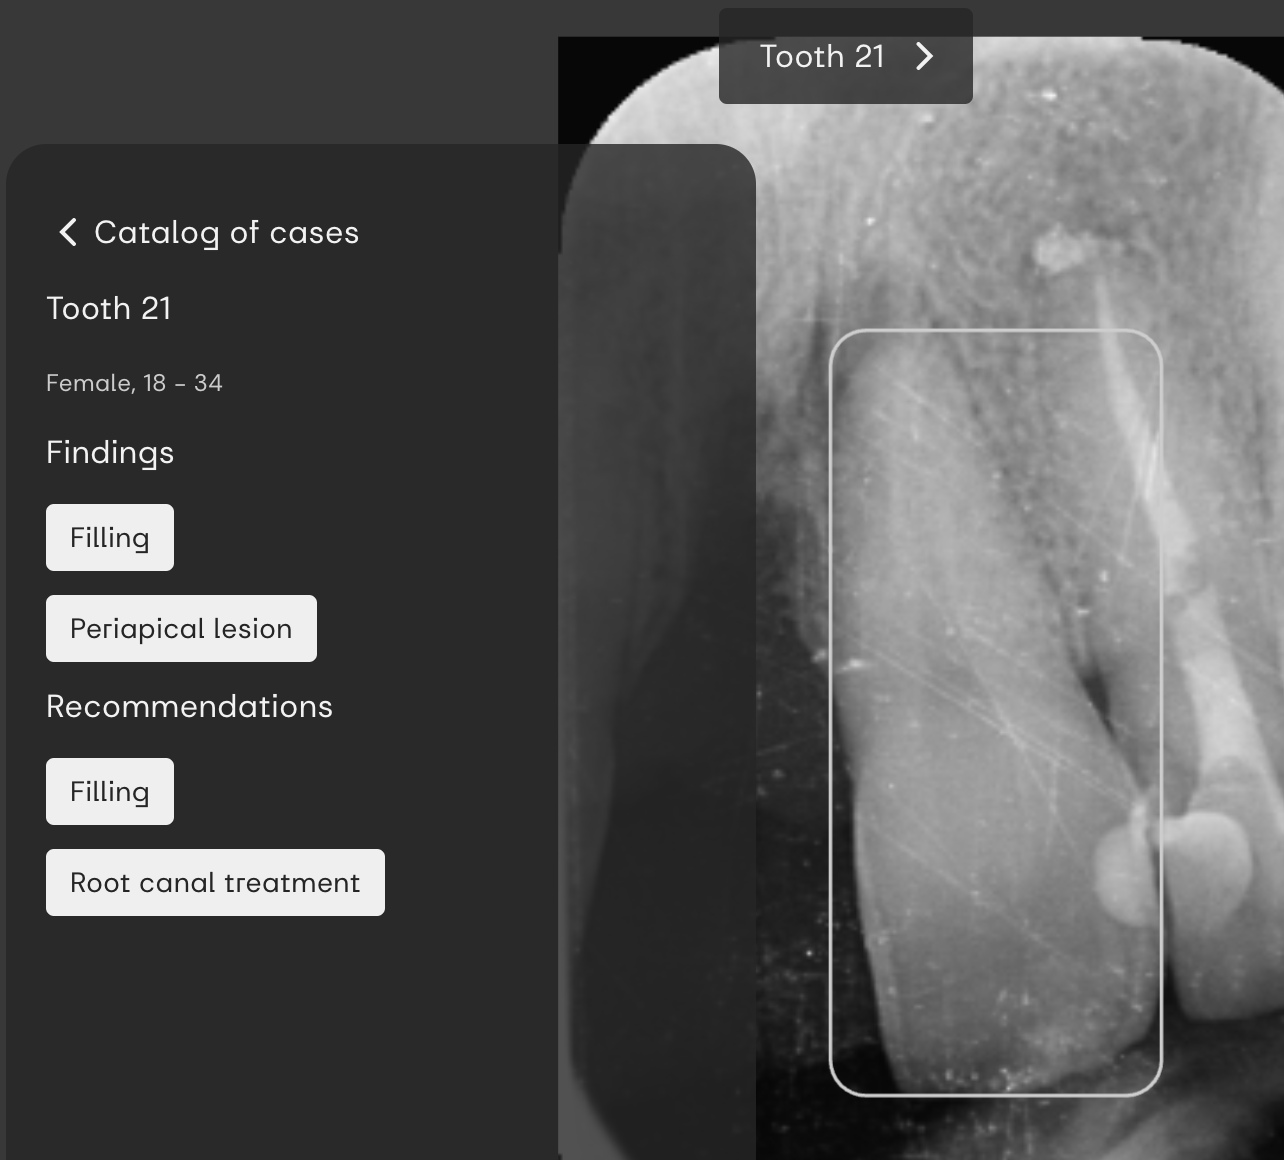 Tooth 21
Catalog of cases
Tooth 21
Female, 18 – 34
Findings
Filling
Periapical lesion
Recommendations
Filling
Root canal treatment